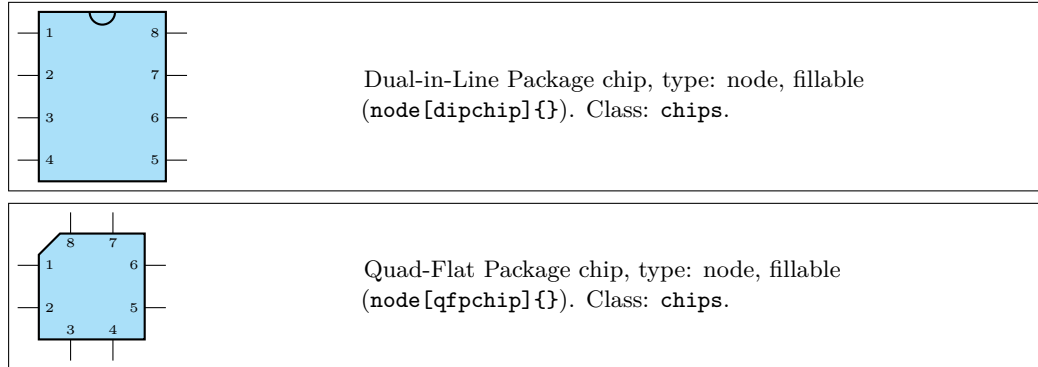 1 8
2 7
3 6
4 5
Dual-in-Line Package chip, type: node, fillable
(node[dipchip]{}). Class: chips.
8 7
1 6
2 5
3 4
Quad-Flat Package chip, type: node, fillable
(node[qfpchip]{}). Class: chips.